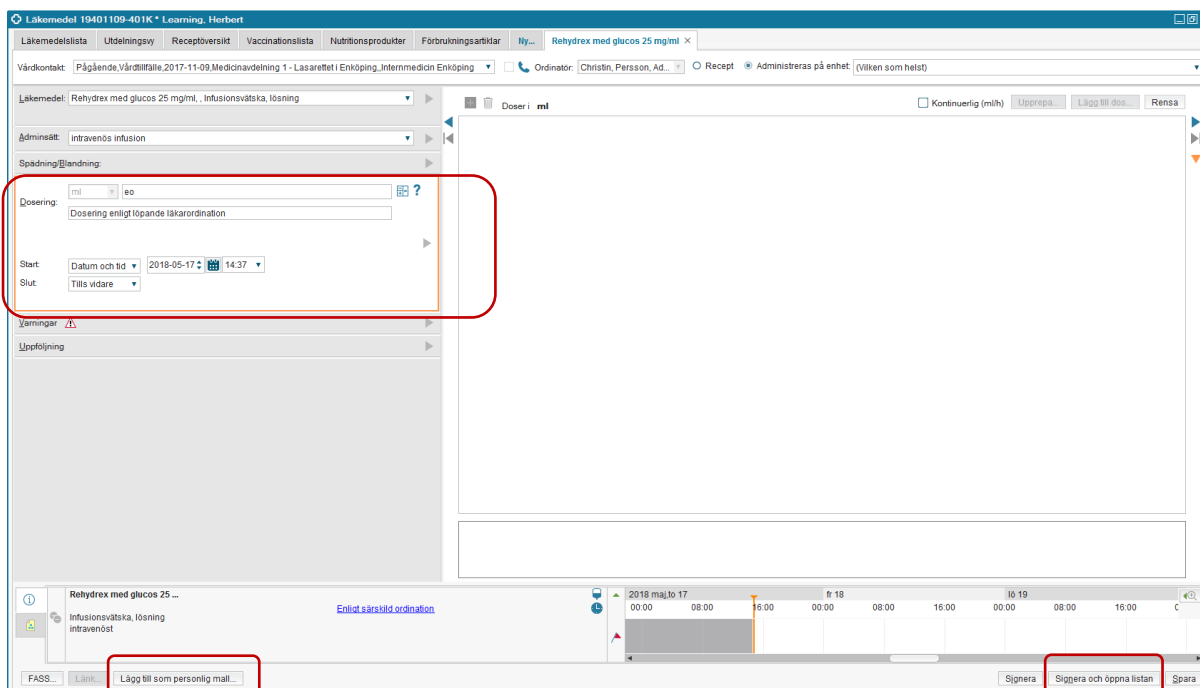 Läkemedel 19401109-401K * Learning, Herbert
Läkemedelslista Utdelningsvy Receptöversikt Vaccinationslista Nutritionsprodukter Förbrukningsartiklar Ny... Rehydrex med glucos 25 mg/ml ×
Vårdkontakt: Pågående,Vårdtillfälle,2017-11-09,Medicinavdelning 1 - Lasarettet i Enköping,,Internmedicin Enköping Ordinatör: Christin, Persson, Ad... Recept Administreras på enhet: (Vilken som helst)
Läkemedel: Rehydrex med glucos 25 mg/ml, , Infusionsvätska, lösning
Doser i ml Kontinuerlig (ml/h) Upprepa... Lägg till dos... Rensa
Adminsätt: intravenös infusion
Spädning/Blandning:
Dosering: ml eo ?
Dosering enligt löpande läkarordination
Start: Datum och tid 2018-05-17 14:37
Slut: Tills vidare
Varningar
Uppföljning
Rehydrex med glucos 25 ...
Infusionsvätska, lösning
intravenöst
Enligt särskild ordination
2018 maj,to 17 fr 18 lö 19
00:00 08:00 16:00 00:00 08:00 16:00 00:00 08:00 16:00
FASS... Länk... Lägg till som personlig mall... Signera Signera och öppna listan Spara